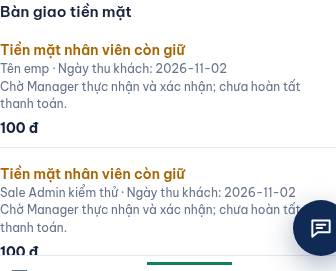 Bàn giao tiền mặt
Tiền mặt nhân viên còn giữ
Tên emp · Ngày thu khách: 2026-11-02
Chờ Manager thực nhận và xác nhận; chưa hoàn tất
thanh toán.
100 đ
Tiền mặt nhân viên còn giữ
Sale Admin kiểm thử · Ngày thu khách: 2026-11-02
Chờ Manager thực nhận và xác nhận; chưa hoàn tất
thanh toán.
100 đ